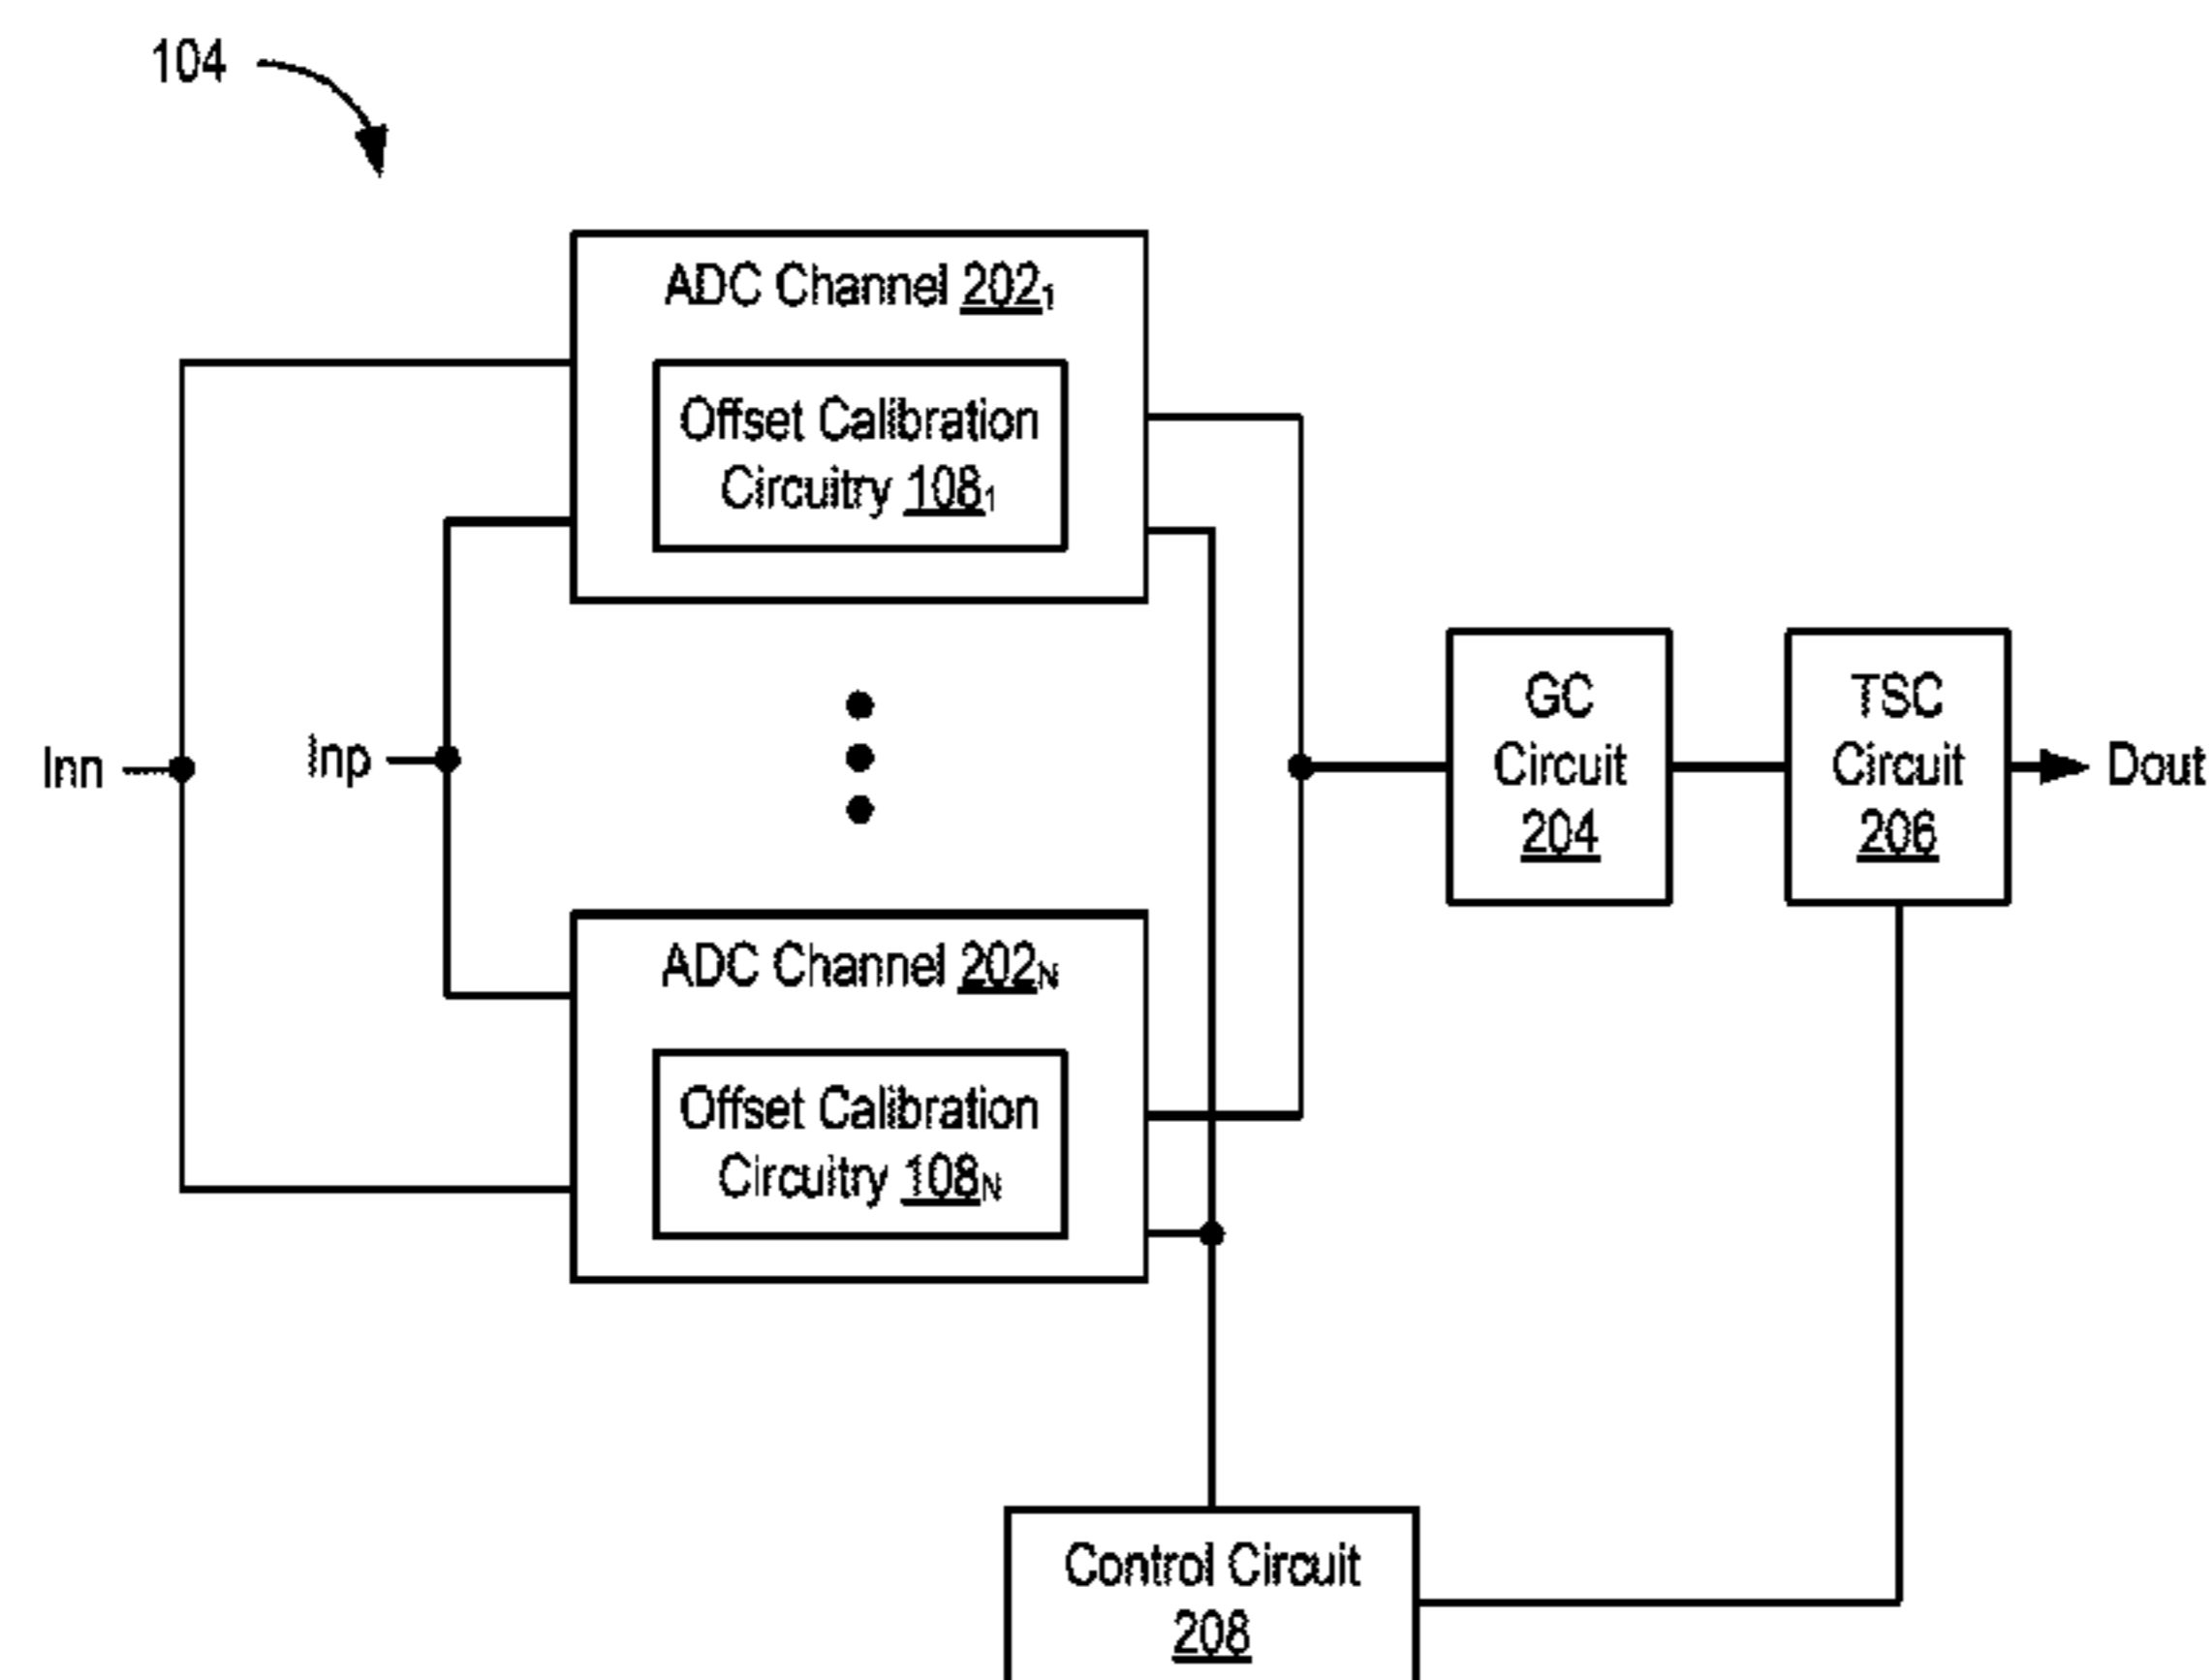 104
ADC Channel 202₁
Offset Calibration
Circuitry 108₁
Inn
Inp
GC
Circuit
204
TSC
Circuit
206
Dout
ADC Channel 202N
Offset Calibration
Circuitry 108N
Control Circuit
208